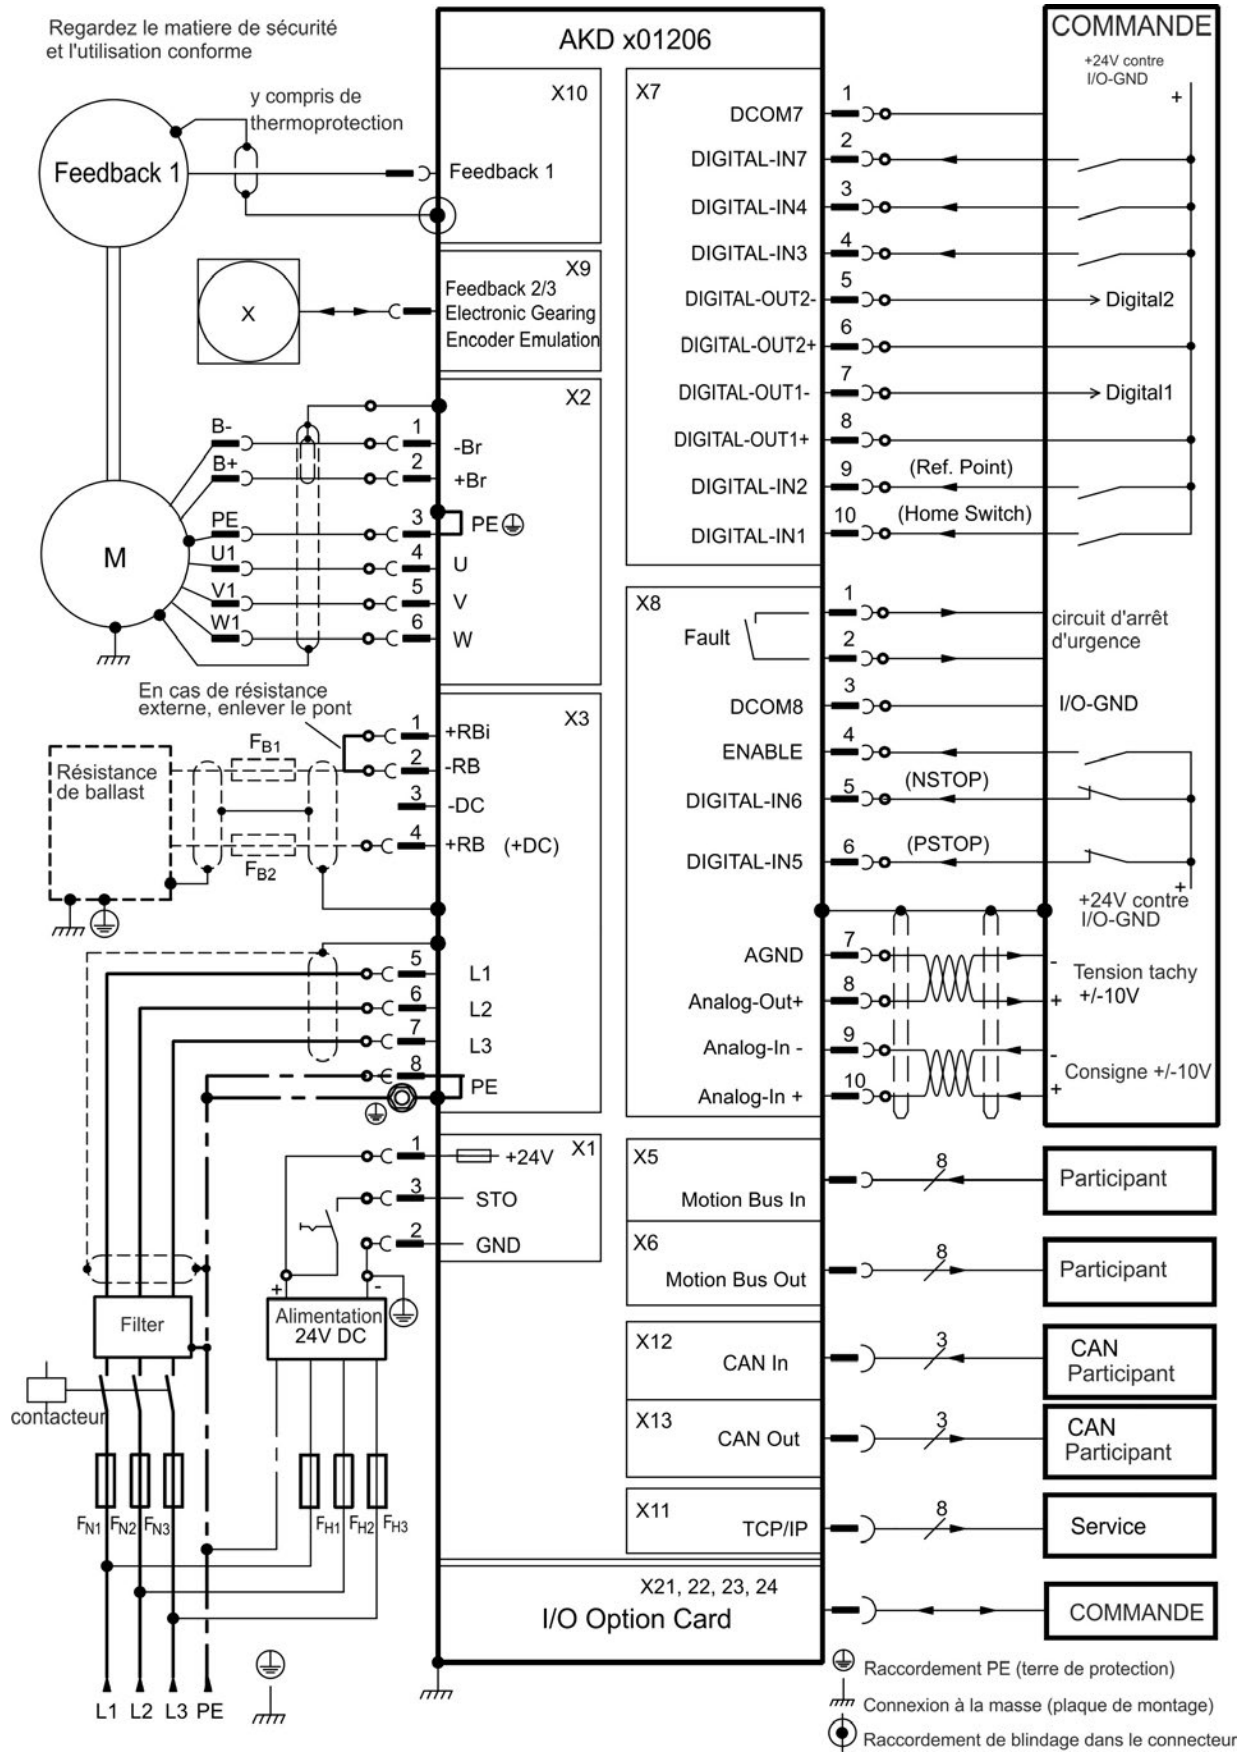 Regardez le matiere de sécurité
et l'utilisation conforme
AKD x01206
COMMANDE
+24V contre
I/O-GND
+
y compris de
thermoprotection
Feedback 1
X10
Feedback 1
X
X9
Feedback 2/3
Electronic Gearing
Encoder Emulation
X2
B-
1
-Br
B+
2
+Br
PE
3
PE
U1
4
U
V1
5
V
W1
6
W
M
En cas de résistance
externe, enlever le pont
X3
Résistance
de ballast
FB1
FB2
1
+RBi
2
-RB
3
-DC
4
+RB (+DC)
5
L1
6
L2
7
L3
8
PE
X1
1
+24V
3
STO
2
GND
+
-
Alimentation
24V DC
Filter
contacteur
FN1 FN2 FN3
FH1 FH2 FH3
L1 L2 L3 PE
X7
1
DCOM7
2
DIGITAL-IN7
3
DIGITAL-IN4
4
DIGITAL-IN3
5
DIGITAL-OUT2-
Digital2
6
DIGITAL-OUT2+
7
DIGITAL-OUT1-
Digital1
8
DIGITAL-OUT1+
9
(Ref. Point)
DIGITAL-IN2
10
(Home Switch)
DIGITAL-IN1
X8
Fault
1
2
circuit d'arrêt
d'urgence
3
DCOM8
I/O-GND
4
ENABLE
5
(NSTOP)
DIGITAL-IN6
6
(PSTOP)
DIGITAL-IN5
+
+24V contre
I/O-GND
7
AGND
-
8
Analog-Out+
+
Tension tachy
+/-10V
9
Analog-In -
-
10
Analog-In +
+
Consigne +/-10V
X5
Motion Bus In
8
Participant
X6
Motion Bus Out
8
Participant
X12
CAN In
3
CAN
Participant
X13
CAN Out
3
CAN
Participant
X11
TCP/IP
8
Service
X21, 22, 23, 24
I/O Option Card
COMMANDE
Raccordement PE (terre de protection)
Connexion à la masse (plaque de montage)
Raccordement de blindage dans le connecteur